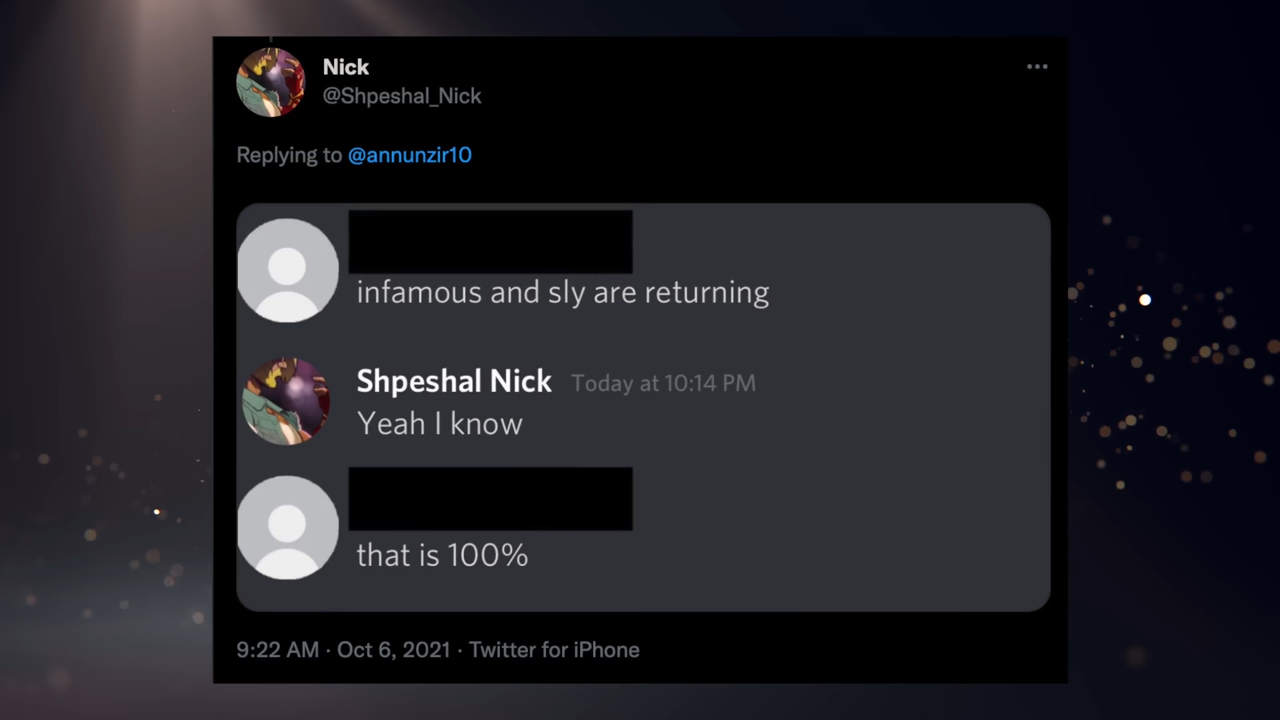 Nick
@Shpeshal_Nick
Replying to @annunzir10
infamous and sly are returning
Shpeshal Nick Today at 10:14 PM
Yeah I know
that is 100%
9:22 AM · Oct 6, 2021 · Twitter for iPhone